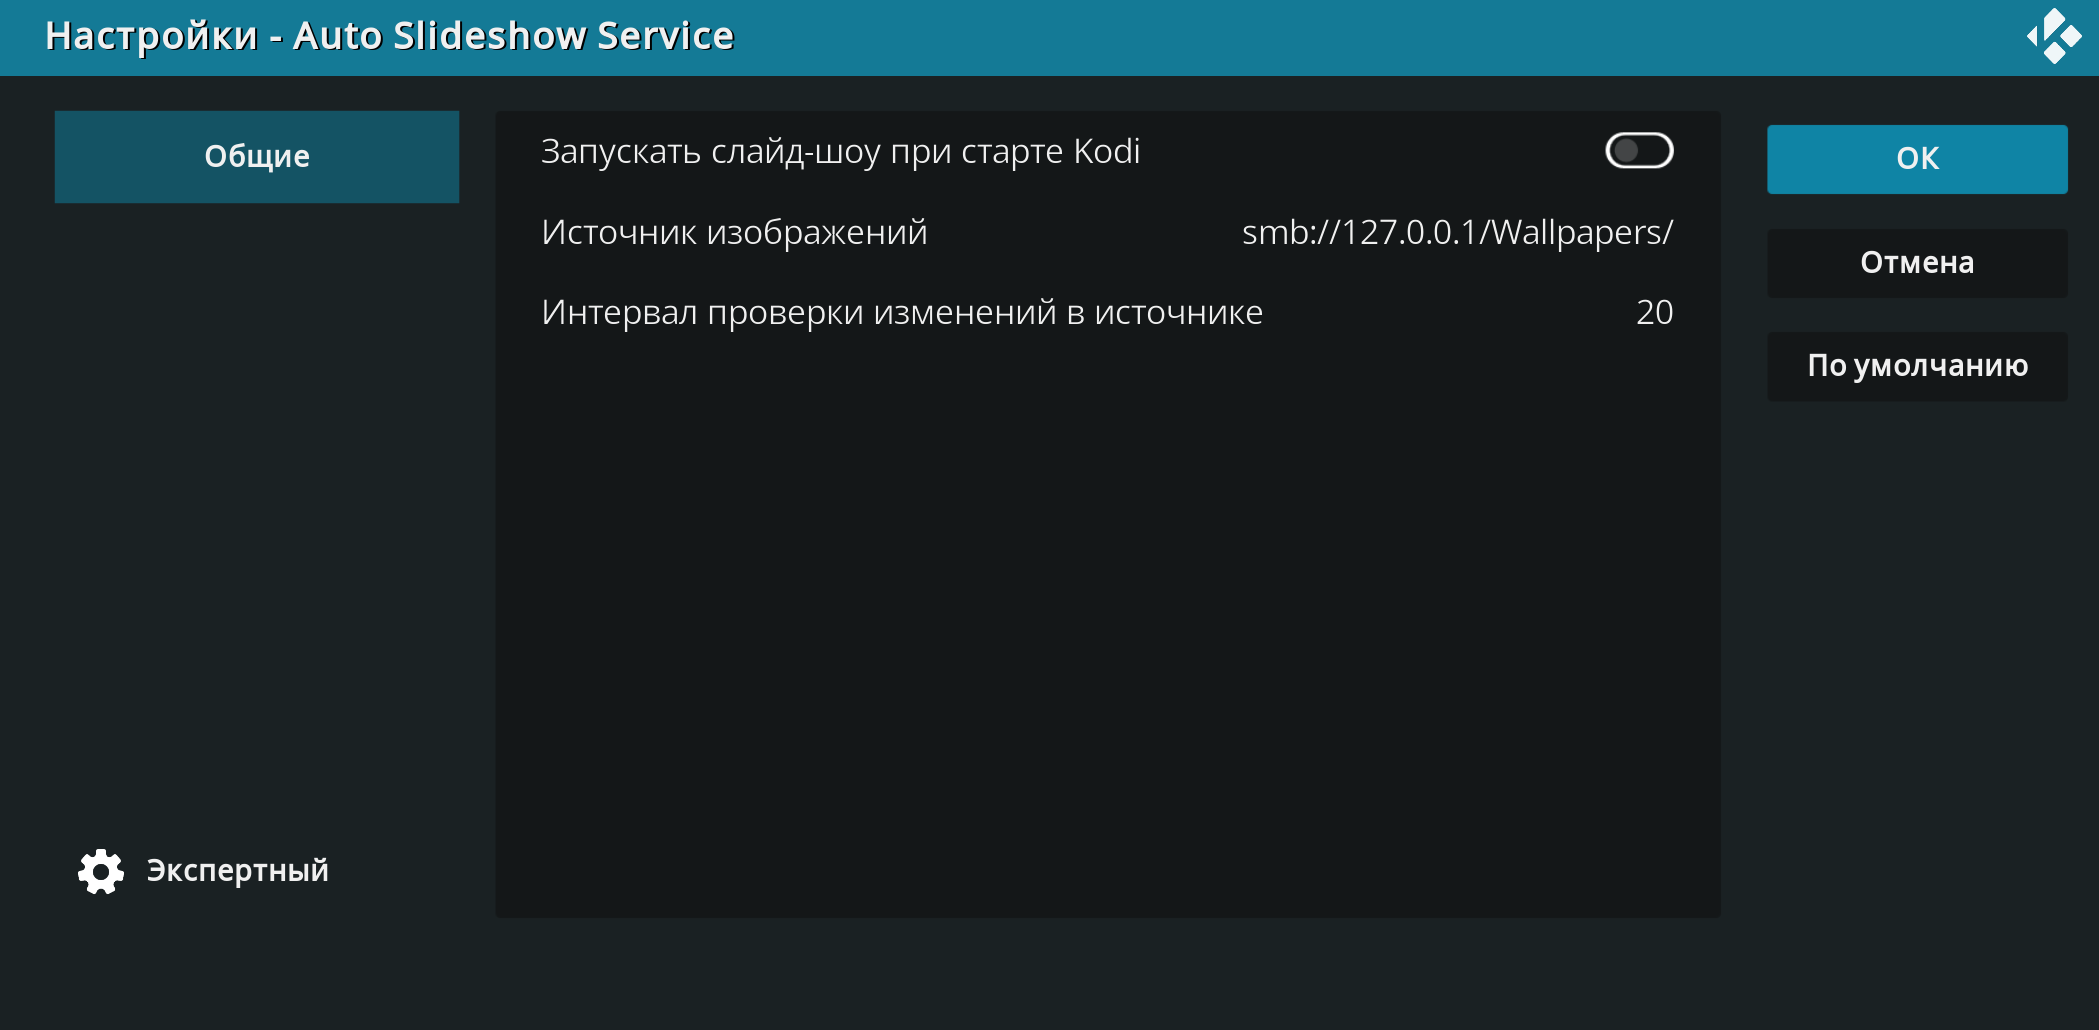 Настройки - Auto Slideshow Service
Общие
Запускать слайд-шоу при старте Kodi
Источник изображений smb://127.0.0.1/Wallpapers/
Интервал проверки изменений в источнике 20
ОК
Отмена
По умолчанию
Экспертный